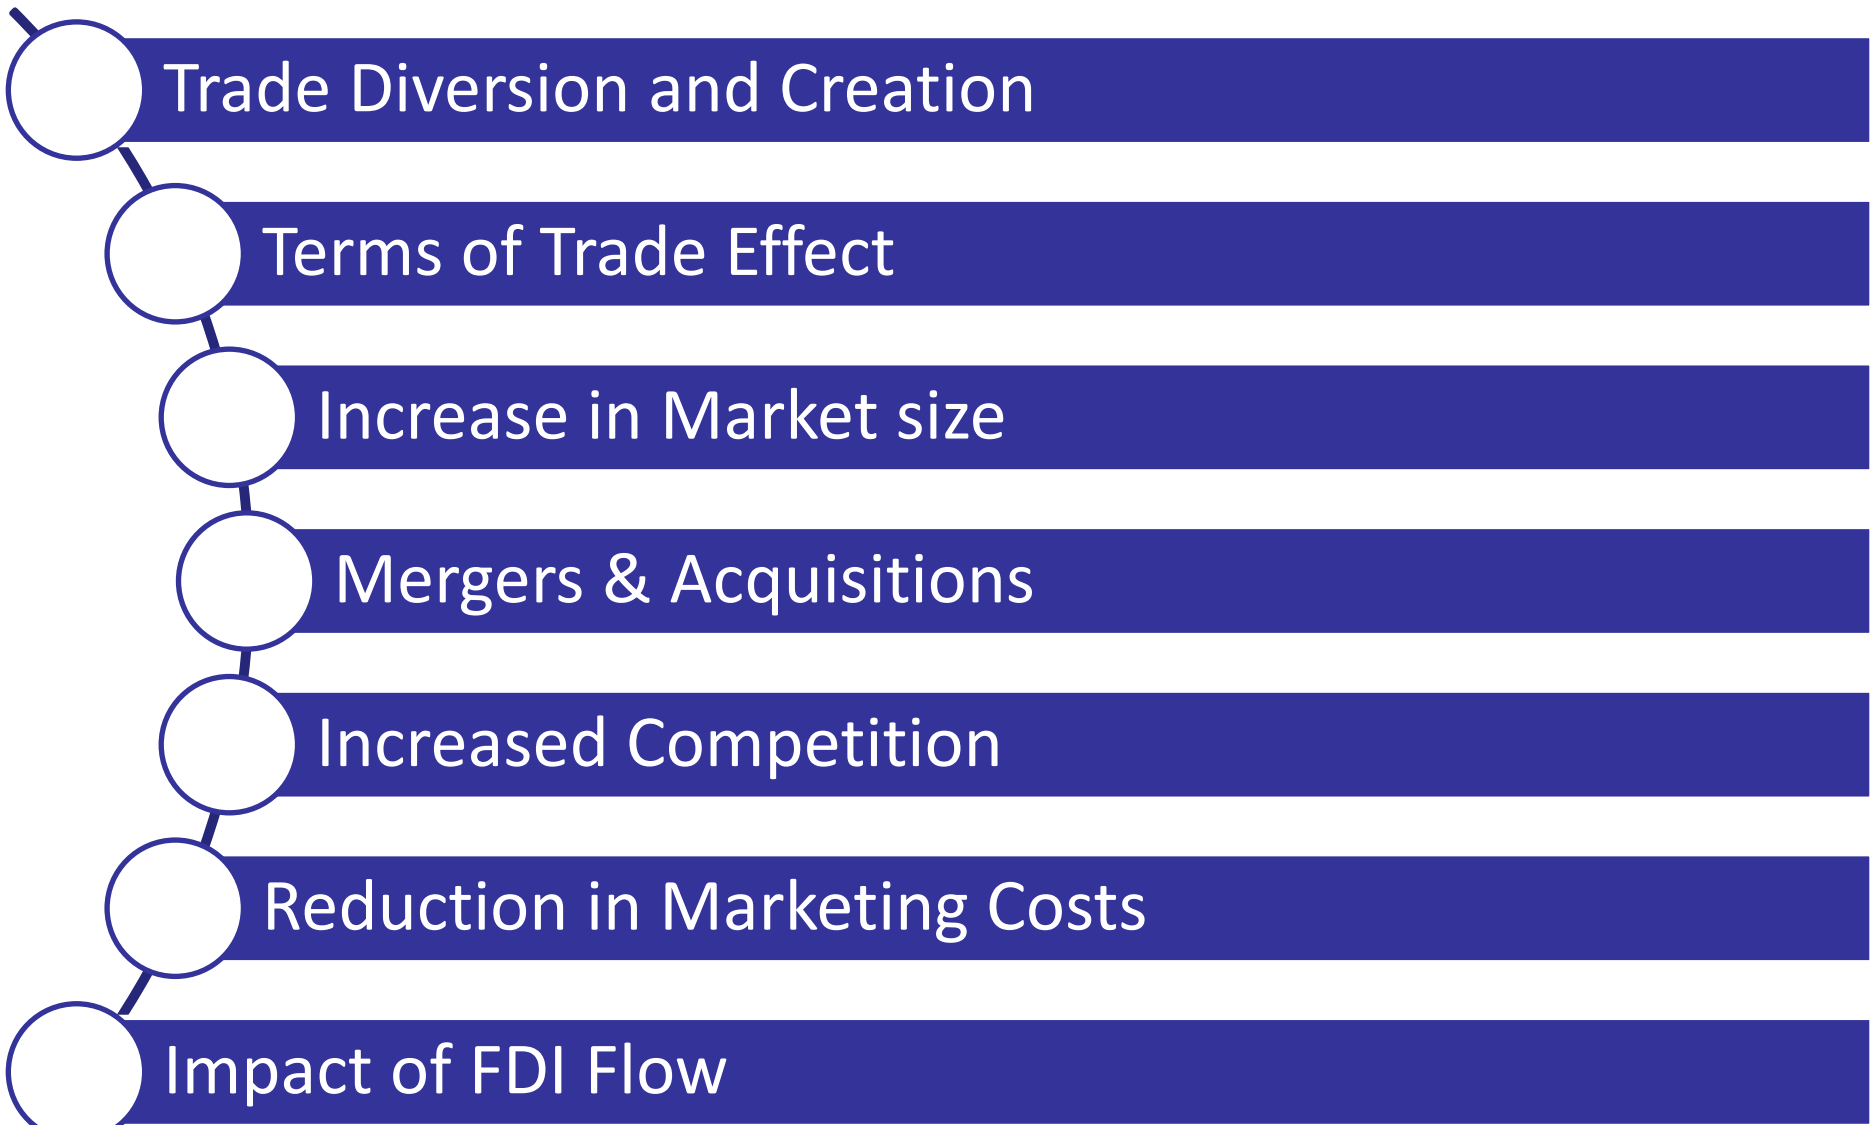 Trade Diversion and Creation
Terms of Trade Effect
Increase in Market size
Mergers & Acquisitions
Increased Competition
Reduction in Marketing Costs
Impact of FDI Flow